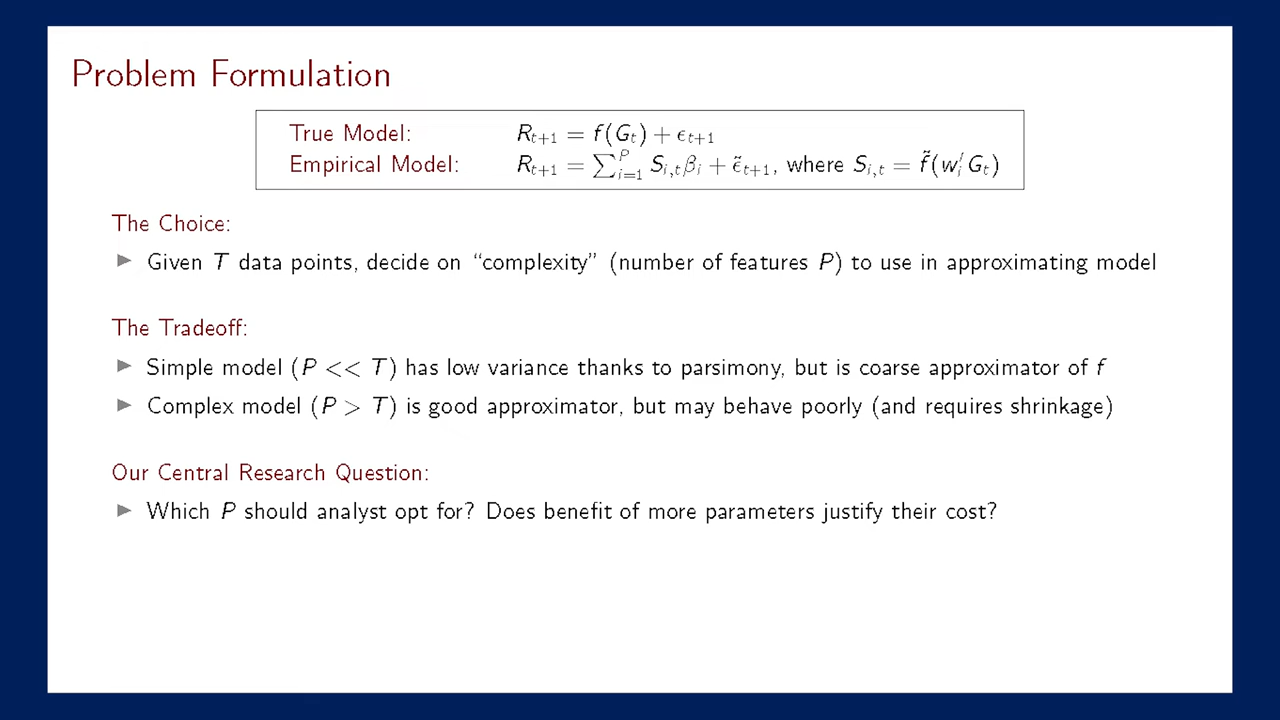 Problem Formulation
True Model: R_{t+1} = f(G_t) + ϵ_{t+1}
Empirical Model: R_{t+1} = ∑_{i=1}^{P} S_{i,t}β_i + ϵ̃_{t+1}, where S_{i,t} = f̃(w_i′G_t)
The Choice:
▶ Given T data points, decide on “complexity” (number of features P) to use in approximating model
The Tradeoff:
▶ Simple model (P << T) has low variance thanks to parsimony, but is coarse approximator of f
▶ Complex model (P > T) is good approximator, but may behave poorly (and requires shrinkage)
Our Central Research Question:
▶ Which P should analyst opt for? Does benefit of more parameters justify their cost?